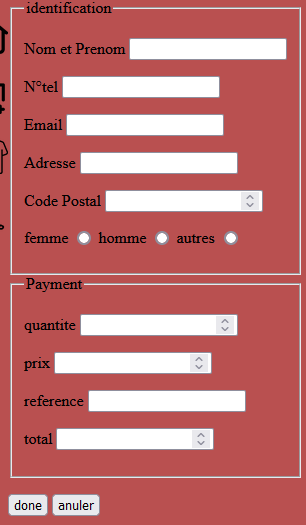 identification
Nom et Prenom
N°tel
Email
Adresse
Code Postal
femme homme autres
Payment
quantite
prix
reference
total
done anuler